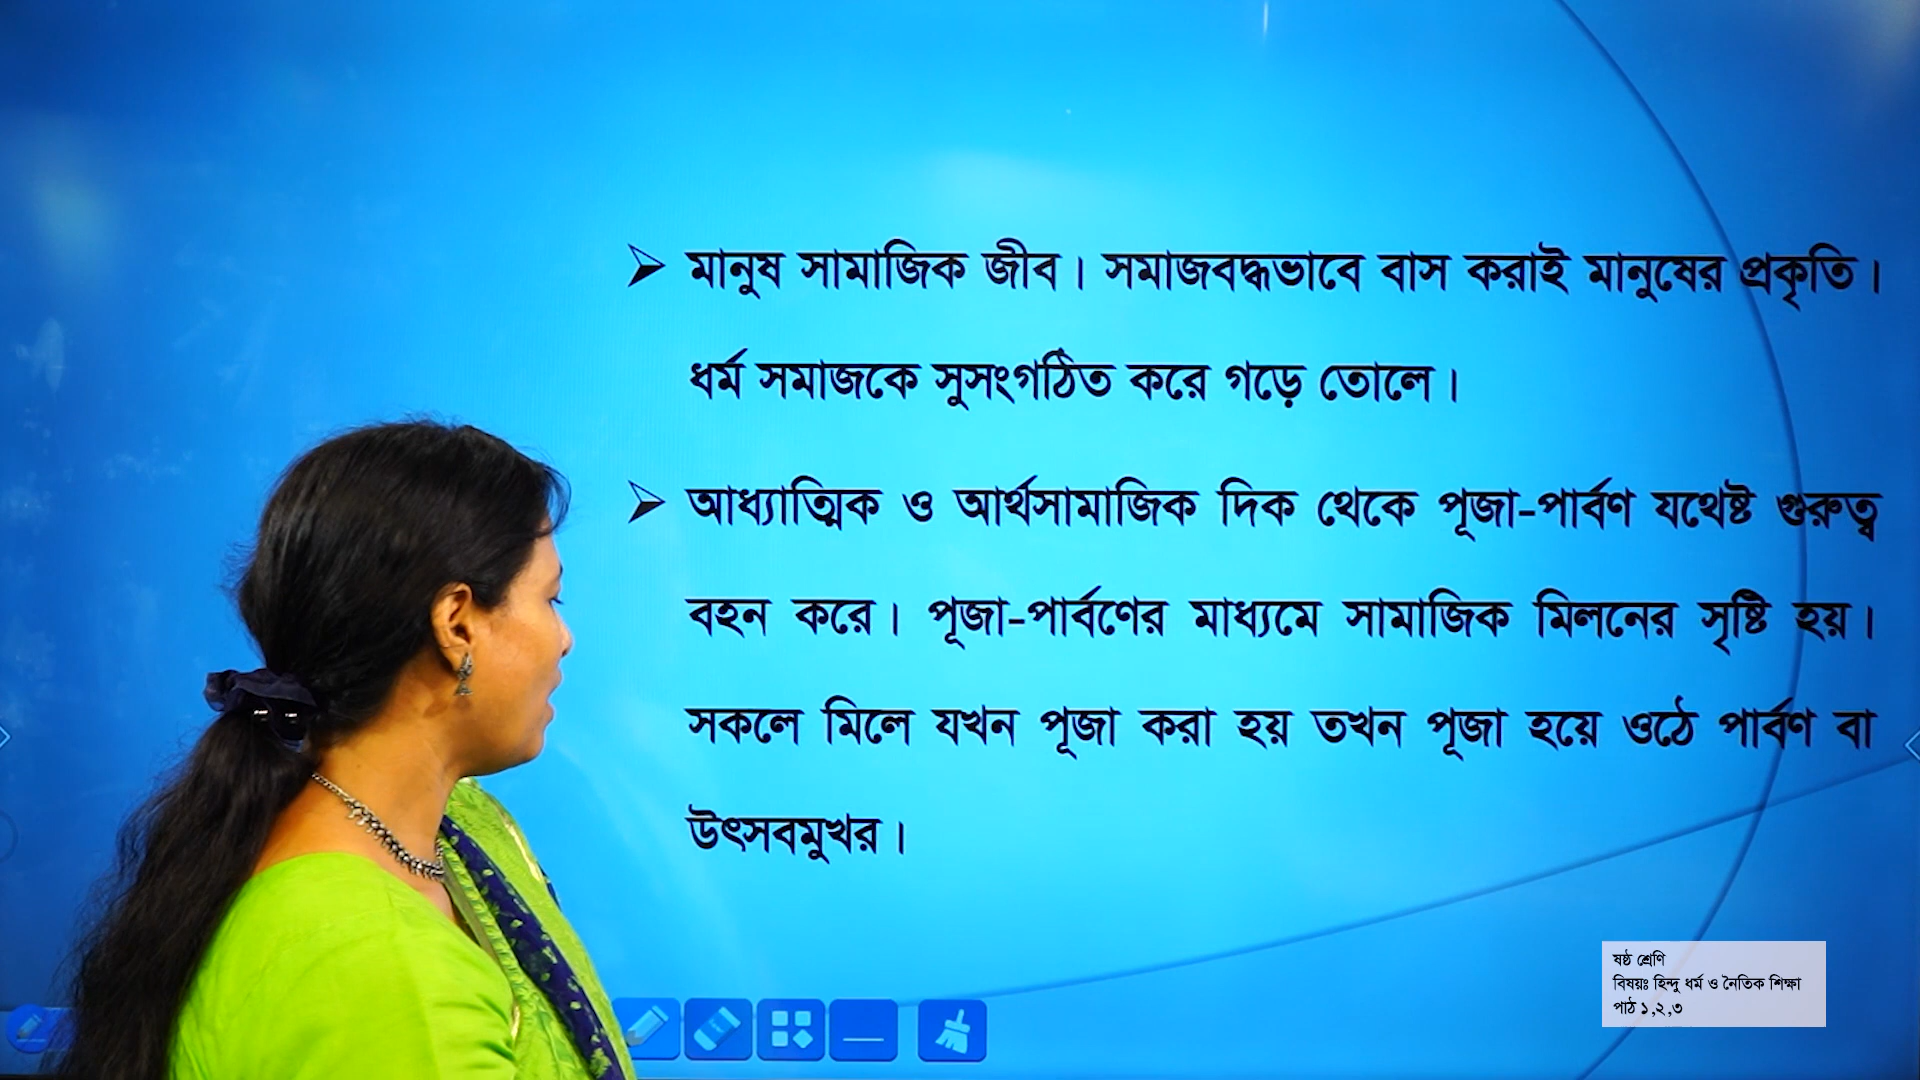 মানুষ সামাজিক জীব। সমাজবদ্ধভাবে বাস করাই মানুষের প্রকৃতি।
ধর্ম সমাজকে সুসংগঠিত করে গড়ে তোলে।
আধ্যাত্মিক ও আর্থসামাজিক দিক থেকে পূজা-পার্বণ যথেষ্ট গুরুত্ব
বহন করে। পূজা-পার্বণের মাধ্যমে সামাজিক মিলনের সৃষ্টি হয়।
সকলে মিলে যখন পূজা করা হয় তখন পূজা হয়ে ওঠে পার্বণ বা
উৎসবমুখর।
ষষ্ঠ শ্রেণি
বিষয়ঃ হিন্দু ধর্ম ও নৈতিক শিক্ষা
পাঠ ১,২,৩